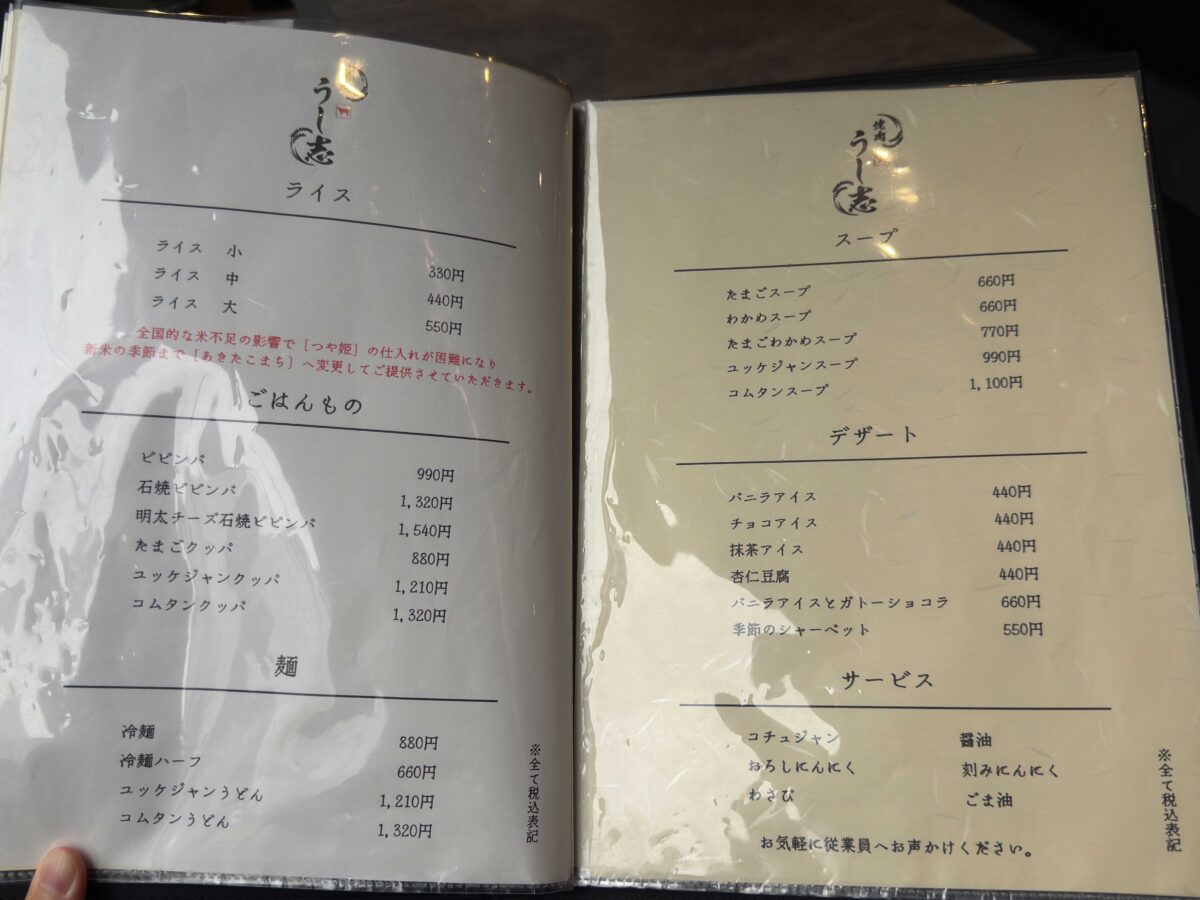 うし志
ライス
ライス 小 330円
ライス 中 440円
ライス 大 550円
全国的な米不足の影響で［つや姫］の仕入れが困難になり
新米の季節まで［あきたこまち］へ変更してご提供させていただきます。
ごはんもの
ビビンバ 990円
石焼ビビンバ 1,320円
明太チーズ石焼ビビンバ 1,540円
たまごクッパ 880円
ユッケジャンクッパ 1,210円
コムタンクッパ 1,320円
麺
冷麺 880円
冷麺ハーフ 660円
ユッケジャンうどん 1,210円
コムタンうどん 1,320円
※全て税込表記
焼肉
うし志
スープ
たまごスープ 660円
わかめスープ 660円
たまごわかめスープ 770円
ユッケジャンスープ 990円
コムタンスープ 1,100円
デザート
バニラアイス 440円
チョコアイス 440円
抹茶アイス 440円
杏仁豆腐 440円
バニラアイスとガトーショコラ 660円
季節のシャーベット 550円
サービス
コチュジャン 醤油
おろしにんにく 刻みにんにく
わさび ごま油
お気軽に従業員へお声かけください。
※全て税込表記